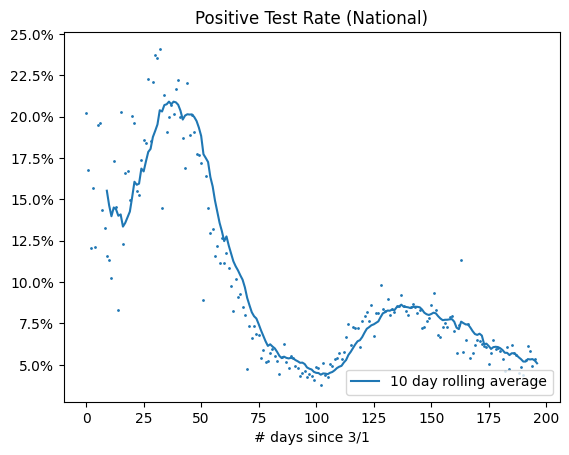 Positive Test Rate (National)
25.0%
22.5%
20.0%
17.5%
15.0%
12.5%
10.0%
7.5%
5.0%
10 day rolling average
0 25 50 75 100 125 150 175 200
# days since 3/1